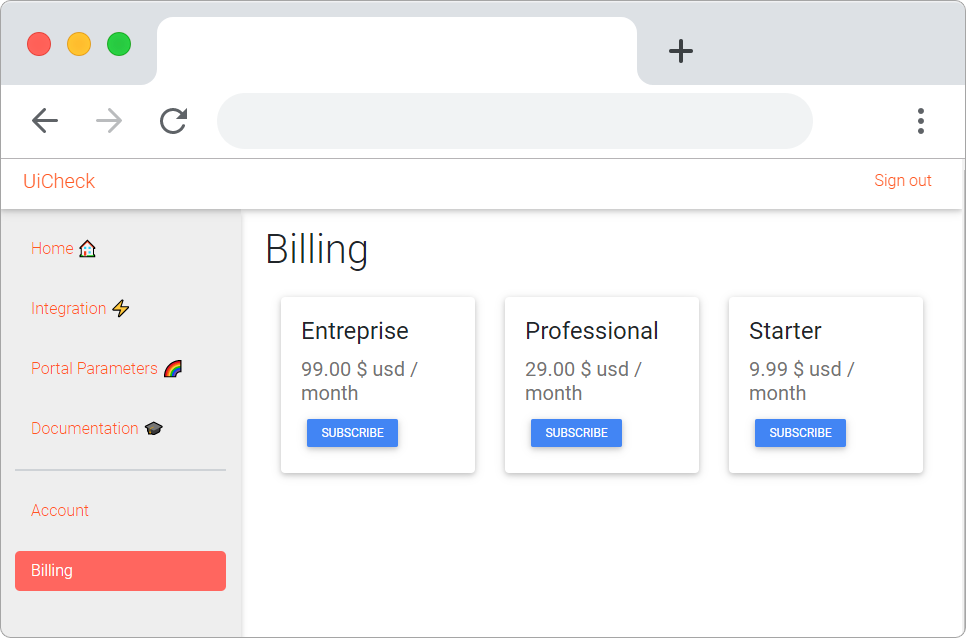 UiCheck
Sign out
Home 🏠
Integration ⚡
Portal Parameters 🌈
Documentation 🎓
Account
Billing
Billing
Entreprise
99.00 $ usd /
month
SUBSCRIBE
Professional
29.00 $ usd /
month
SUBSCRIBE
Starter
9.99 $ usd /
month
SUBSCRIBE